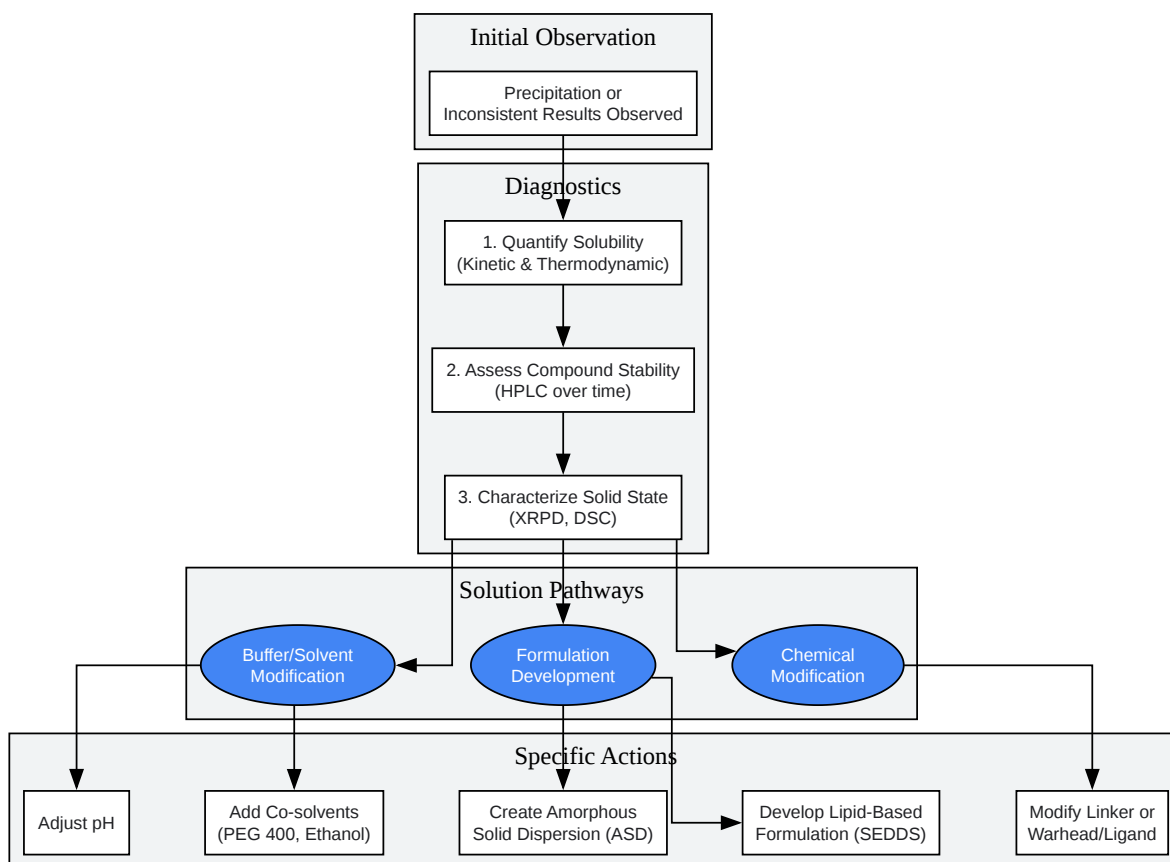 Initial Observation
Precipitation or
Inconsistent Results Observed
Diagnostics
1. Quantify Solubility
(Kinetic & Thermodynamic)
2. Assess Compound Stability
(HPLC over time)
3. Characterize Solid State
(XRPD, DSC)
Solution Pathways
Buffer/Solvent
Modification
Formulation
Development
Chemical
Modification
Specific Actions
Adjust pH
Add Co-solvents
(PEG 400, Ethanol)
Create Amorphous
Solid Dispersion (ASD)
Develop Lipid-Based
Formulation (SEDDS)
Modify Linker or
Warhead/Ligand